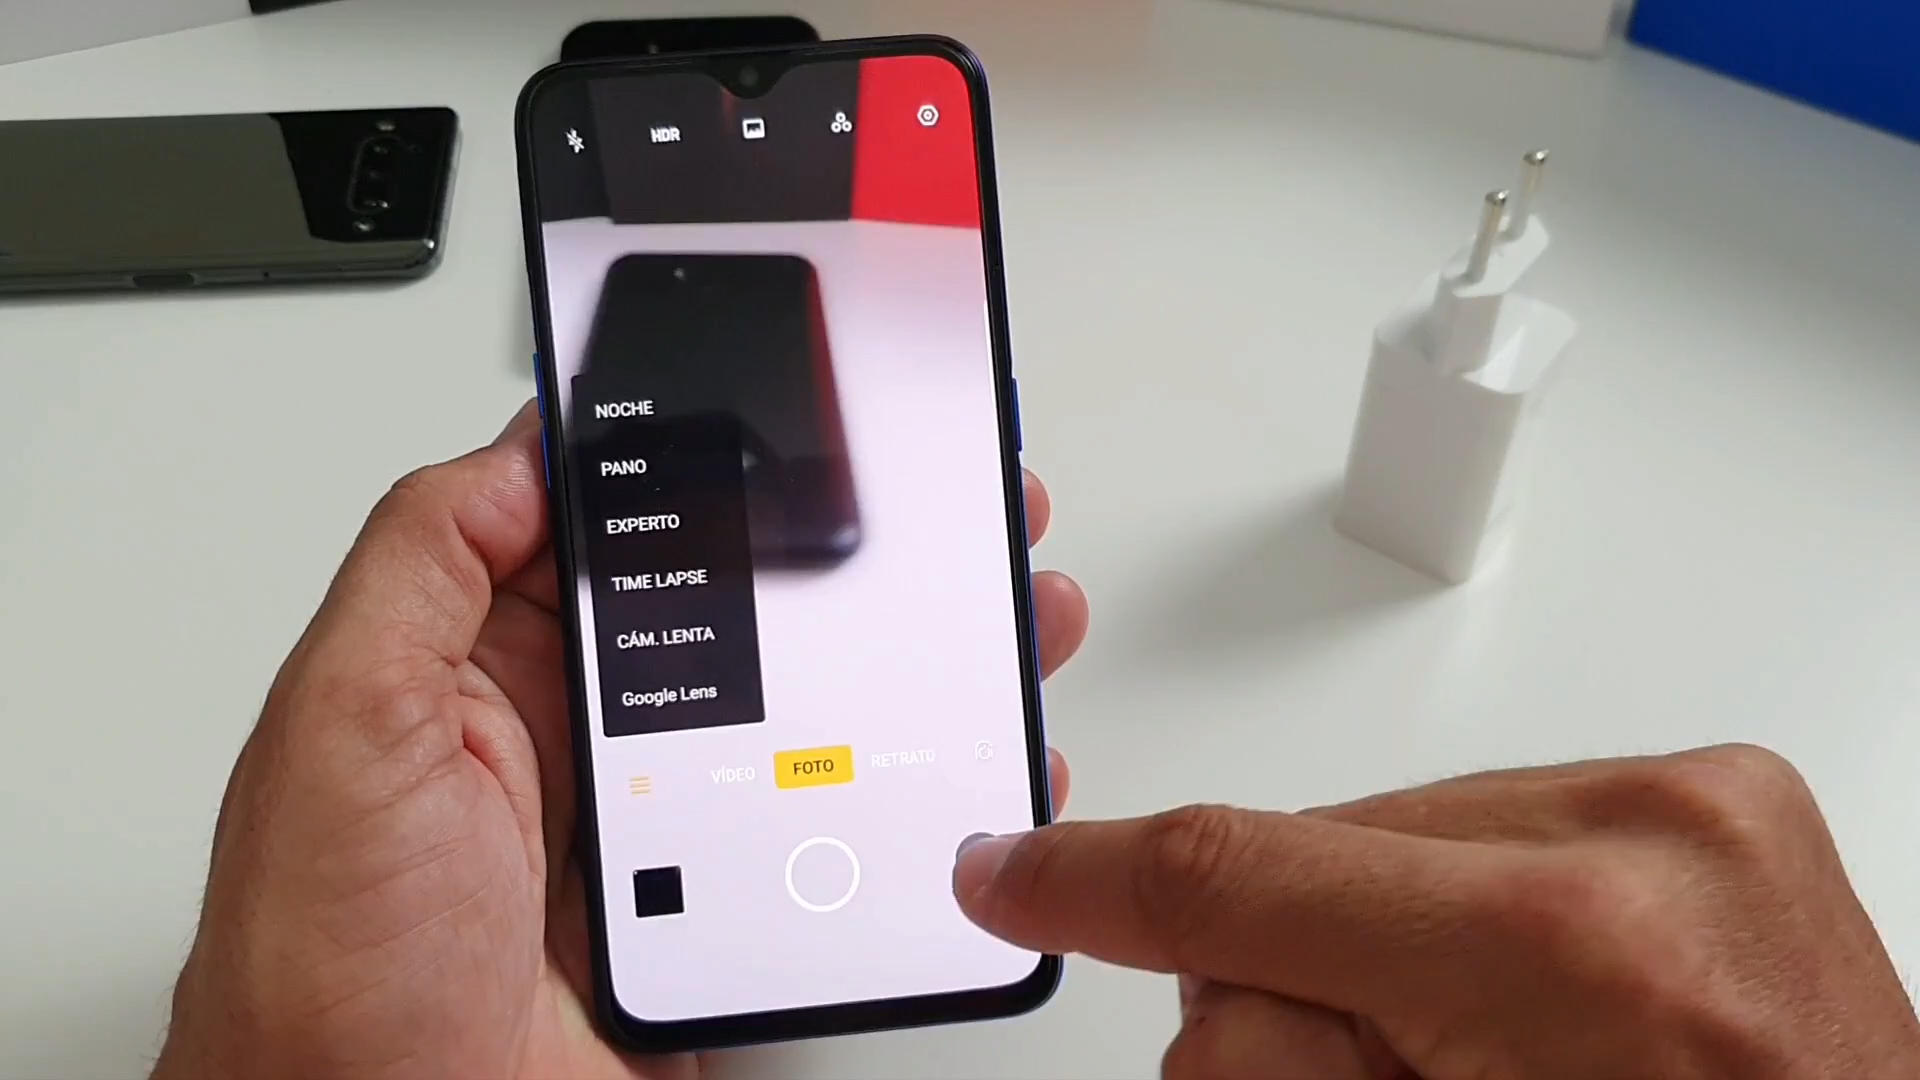 HDR
NOCHE
PANO
EXPERTO
TIME LAPSE
CÁM. LENTA
Google Lens
VÍDEO FOTO RETRATO